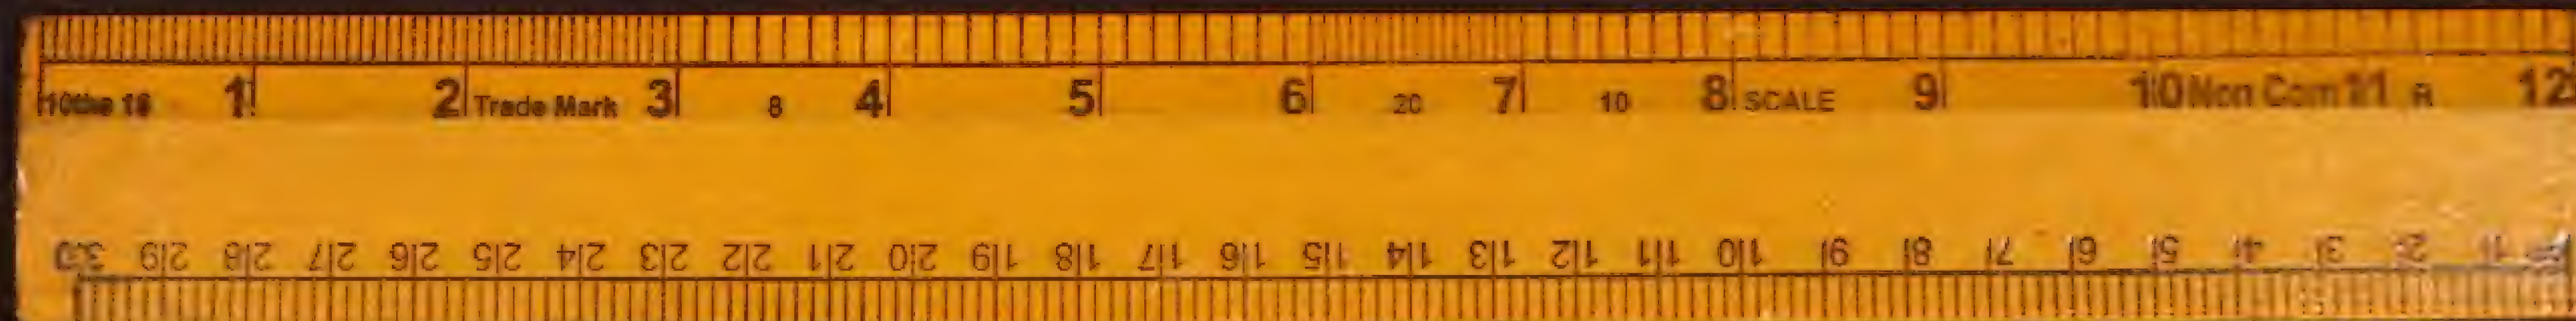 10ths 16 1 2 Trade Mark 3 8 4 5 6 20 7 10 8 SCALE 9 10 Non Com 11 A 12
30 29 28 27 26 25 24 23 22 21 20 19 18 17 16 15 14 13 12 11 10 9 8 7 6 5 4 3 2 1